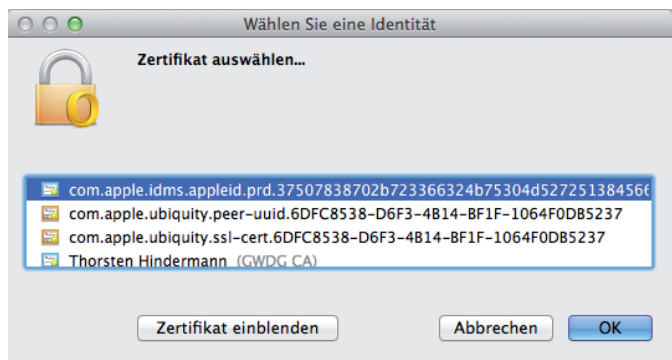 Wählen Sie eine Identität
Zertifikat auswählen...
com.apple.idms.appleid.prd.37507838702b723366324b75304d527251384566
com.apple.ubiquity.peer-uuid.6DFC8538-D6F3-4B14-BF1F-1064F0DB5237
com.apple.ubiquity.ssl-cert.6DFC8538-D6F3-4B14-BF1F-1064F0DB5237
Thorsten Hindermann (GWDG CA)
Zertifikat einblenden Abbrechen OK